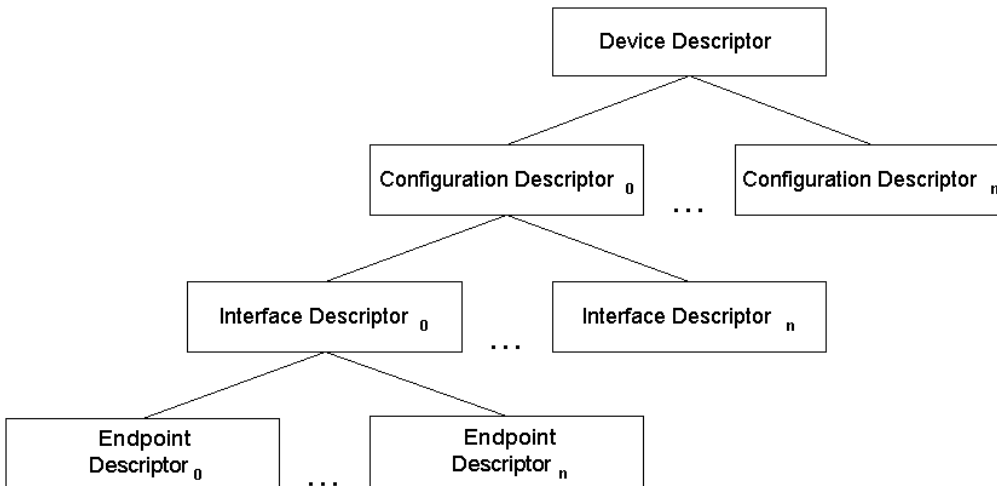 Device Descriptor
Configuration Descriptor 0
... 
Configuration Descriptor n
Interface Descriptor 0
...
Interface Descriptor n
Endpoint
Descriptor 0
...
Endpoint
Descriptor n